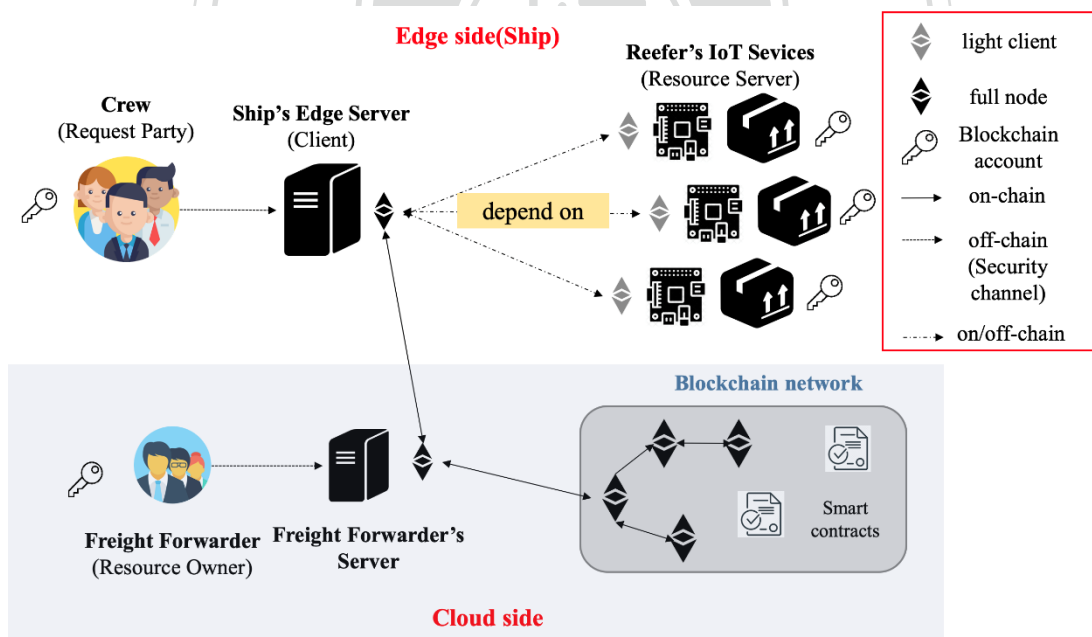 Edge side(Ship)
Crew
(Request Party)
Ship's Edge Server
(Client)
Reefer's IoT Sevices
(Resource Server)
depend on
light client
full node
Blockchain
account
on-chain
off-chain
(Security
channel)
on/off-chain
Blockchain network
Smart
contracts
Freight Forwarder
(Resource Owner)
Freight Forwarder's
Server
Cloud side